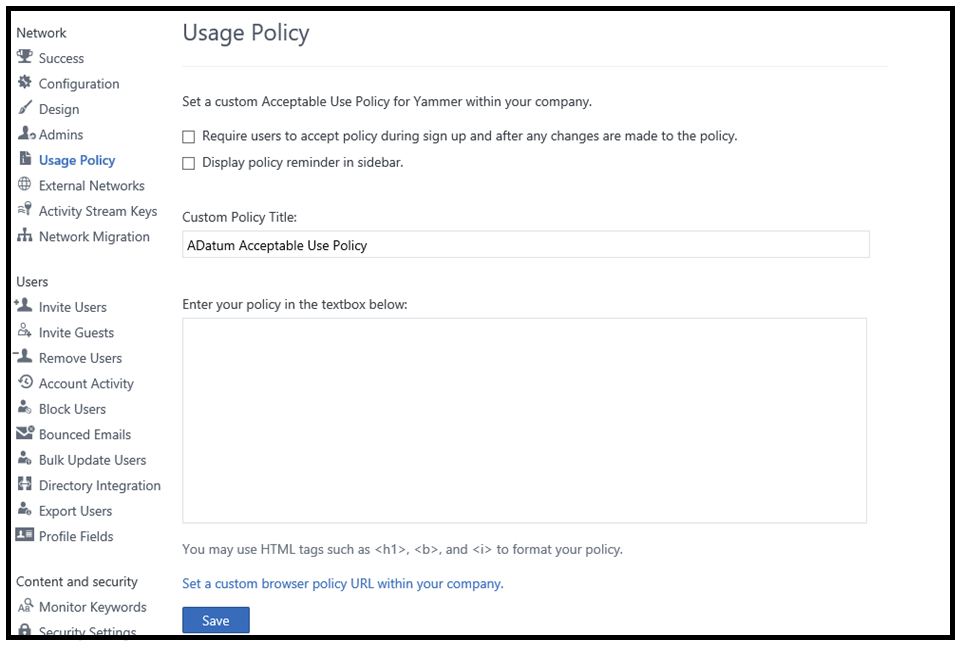 Network
Success
Configuration
Design
Admins
Usage Policy
External Networks
Activity Stream Keys
Network Migration
Users
Invite Users
Invite Guests
Remove Users
Account Activity
Block Users
Bounced Emails
Bulk Update Users
Directory Integration
Export Users
Profile Fields
Content and security
Monitor Keywords
Security Settings
Usage Policy
Set a custom Acceptable Use Policy for Yammer within your company.
Require users to accept policy during sign up and after any changes are made to the policy.
Display policy reminder in sidebar.
Custom Policy Title:
ADatum Acceptable Use Policy
Enter your policy in the textbox below:
You may use HTML tags such as <h1>, <b>, and <i> to format your policy.
Set a custom browser policy URL within your company.
Save